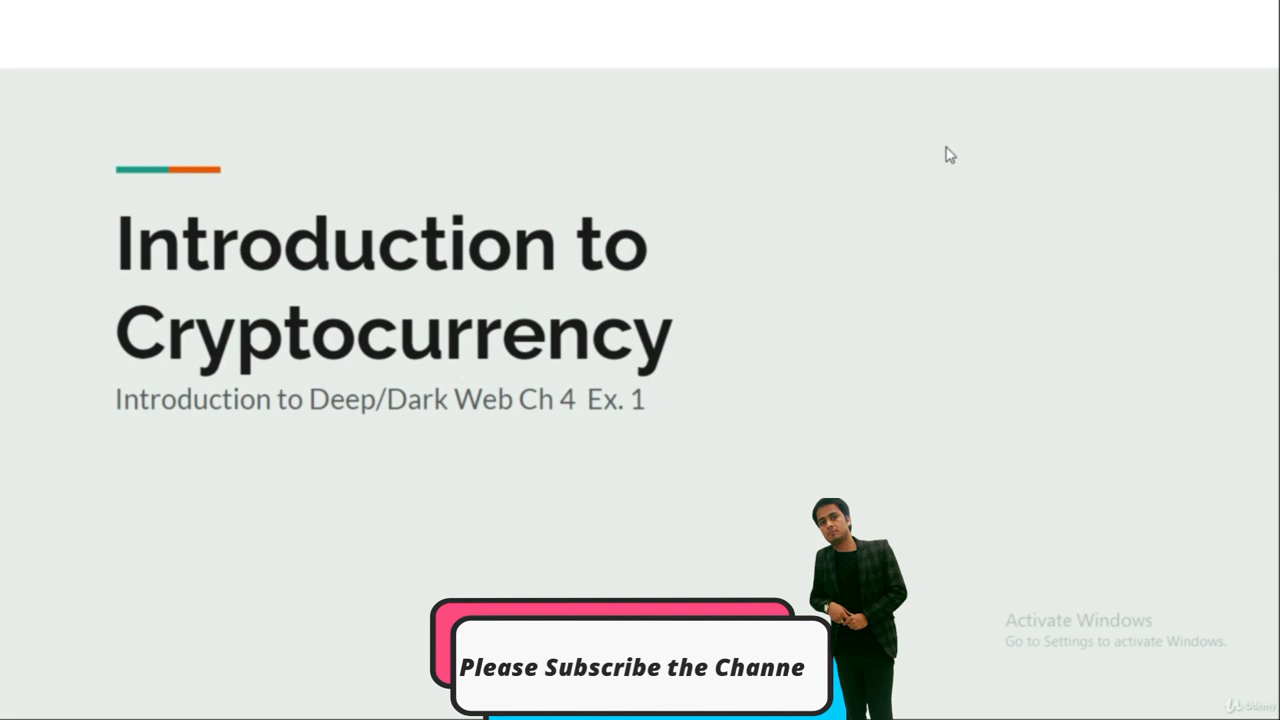 Introduction to
Cryptocurrency
Introduction to Deep/Dark Web Ch 4 Ex. 1
Please Subscribe the Channe
Activate Windows
Go to Settings to activate Windows.
Udemy